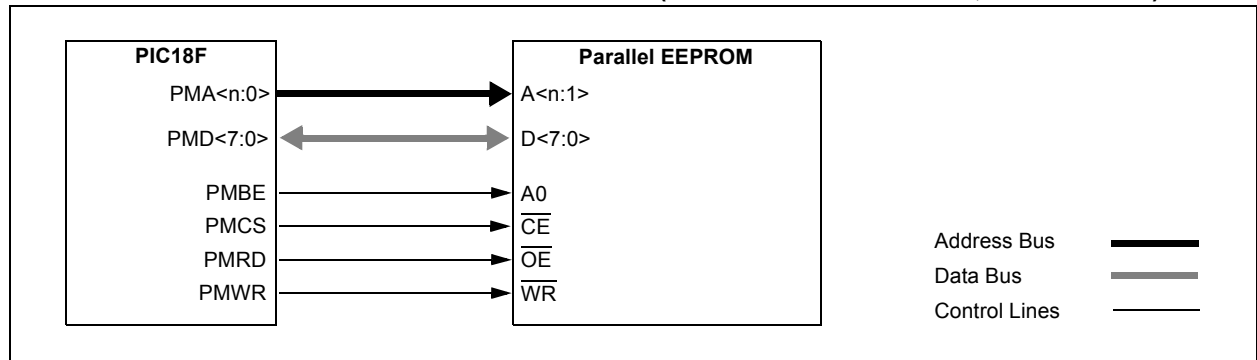 PIC18F
Parallel EEPROM
PMA<n:0>
A<n:1>
PMD<7:0>
D<7:0>
PMBE
A0
PMCS
CE
PMRD
OE
PMWR
WR
Address Bus
Data Bus
Control Lines